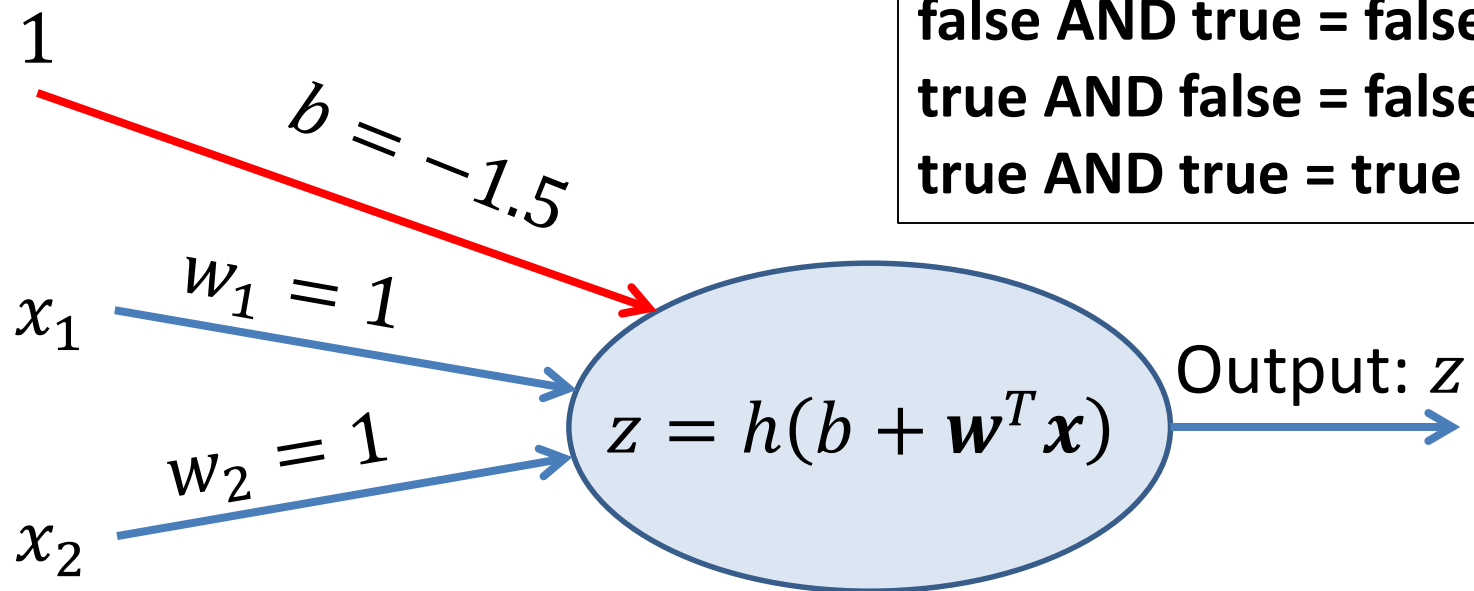 1
false AND true = false
true AND false = false
true AND true = true
b = −1.5
w₁ = 1
x₁
Output: z
z = h(b + wᵀx)
w₂ = 1
x₂